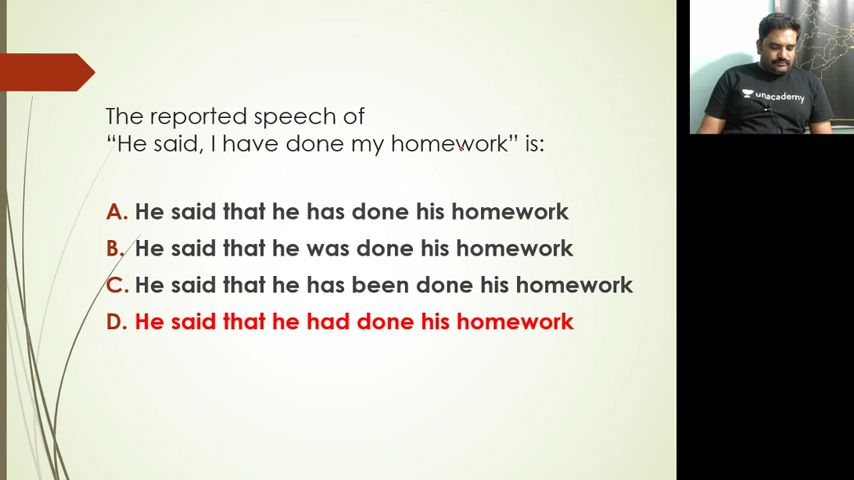 The reported speech of
“He said, I have done my homework” is:
A. He said that he has done his homework
B. He said that he was done his homework
C. He said that he has been done his homework
D. He said that he had done his homework
unacademy